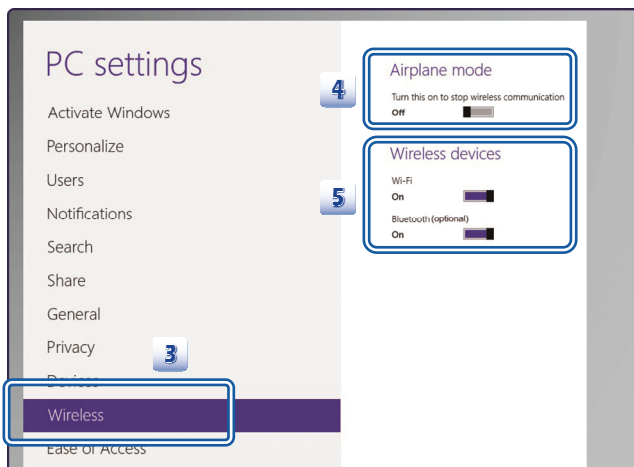 PC settings
Activate Windows
Personalize
Users
Notifications
Search
Share
General
Privacy
3
Devices
Wireless
Ease of Access
4
Airplane mode
Turn this on to stop wireless communication
Off
5
Wireless devices
Wi-Fi
On
Bluetooth (optional)
On